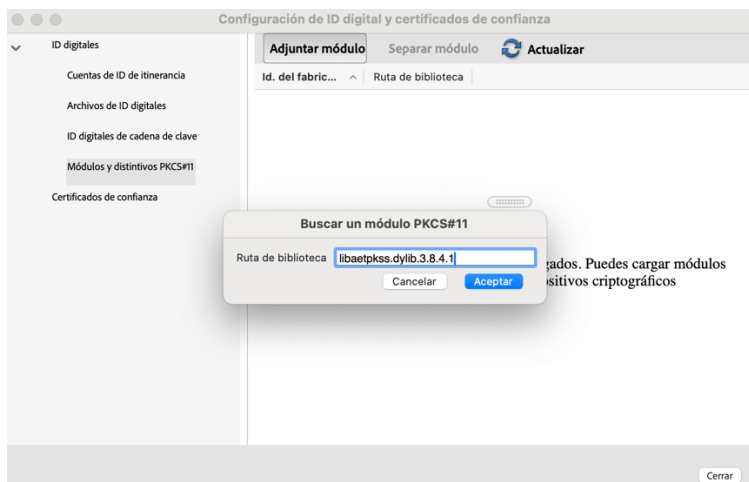 Configuración de ID digital y certificados de confianza
ID digitales
Cuentas de ID de itinerancia
Archivos de ID digitales
ID digitales de cadena de clave
Módulos y distintivos PKCS#11
Certificados de confianza
Adjuntar módulo Separar módulo Actualizar
Id. del fabric... Ruta de biblioteca
Buscar un módulo PKCS#11
Ruta de biblioteca libaetpkss.dylib.3.8.4.1
Cancelar Aceptar
gados. Puedes cargar módulos
sitivos criptográficos
Cerrar